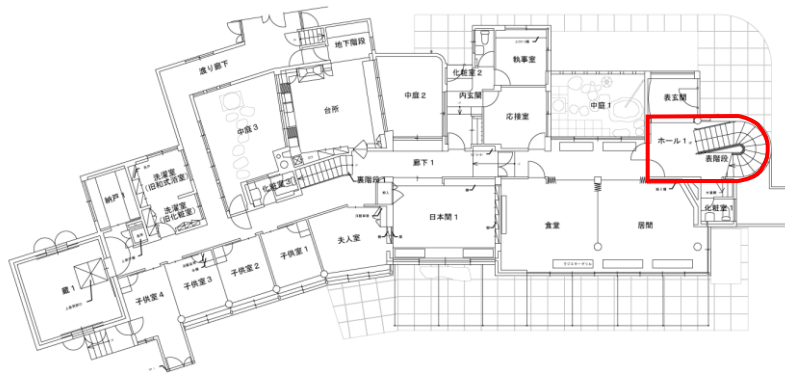 地下階段
渡り廊下
化粧室2
執事室
台所
中庭2
内玄関
中庭1
表玄関
応接室
中庭3
ホール1
表階段
廊下1
洗濯室
(旧和式浴室)
化粧室3
裏階段1
納戸1
洗濯室
(旧化粧室)
化粧室1
日本間1
食堂
居間
夫人室
子供室1
子供室2
子供室3
子供室4
蔵1